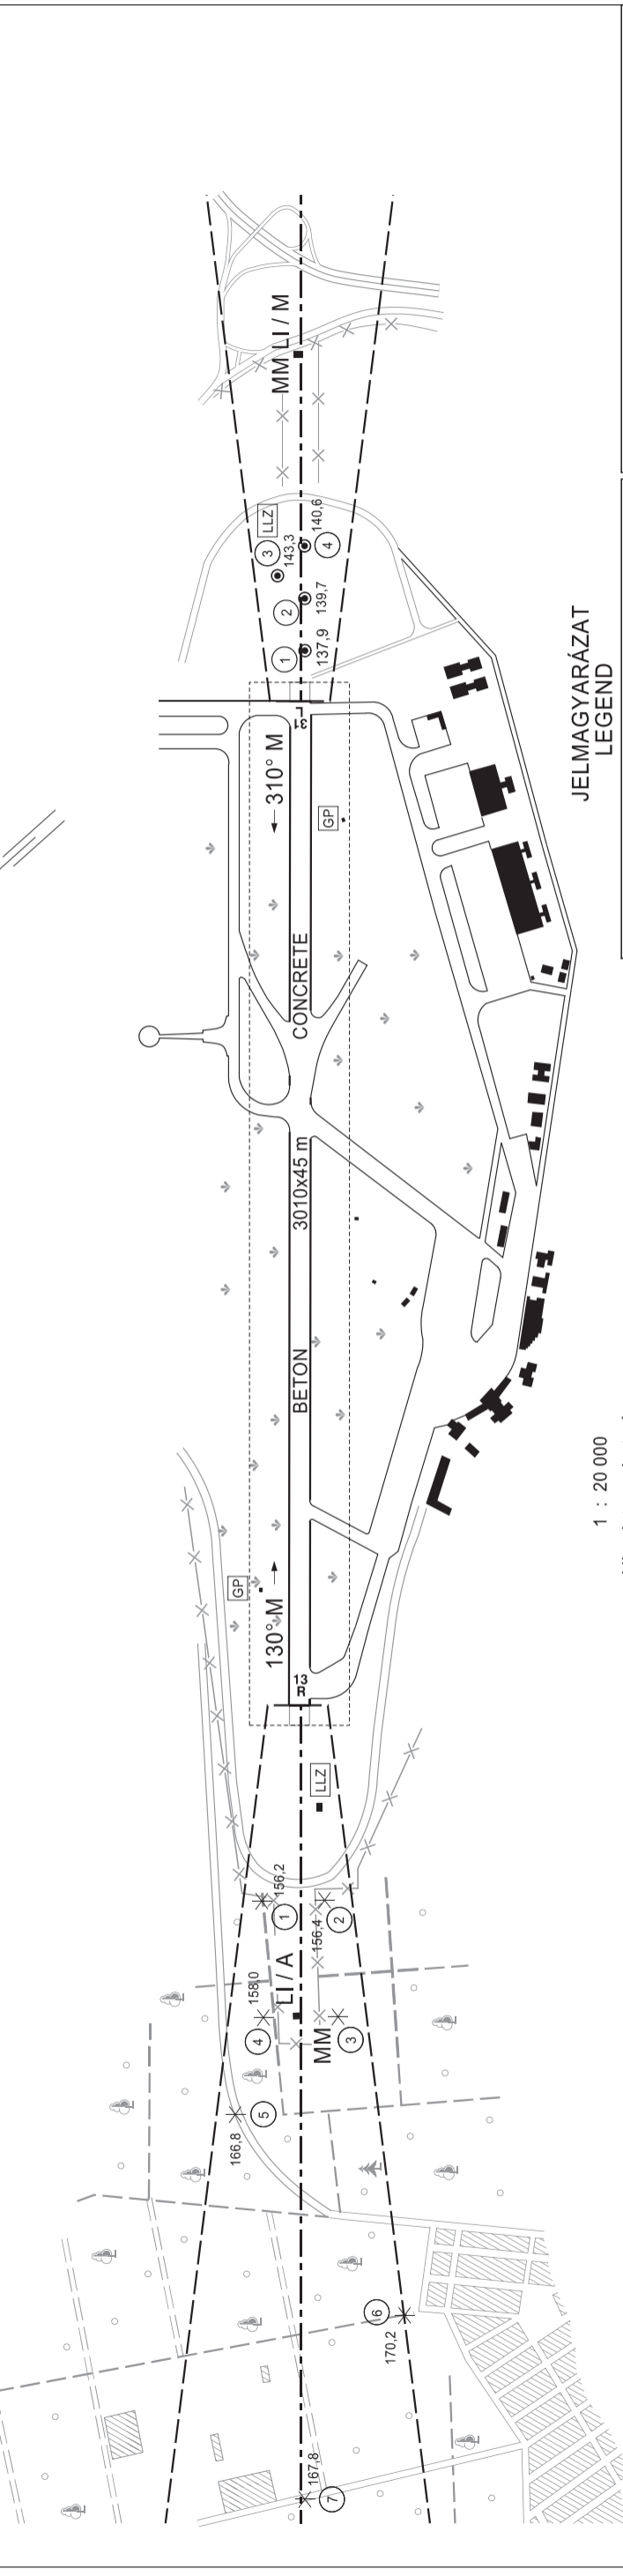 MM LI / M
LLZ
3
143,3
140,6
4
2
139,7
1
137,9
31
L
← 310° M
GP
JELMAGYARÁZAT
LEGEND
CONCRETE
3010x45 m
BETON
1 : 20 000
GP
130° M →
13
R
LLZ
156,2
1
156,4
2
158,0
LI / A
4
MM
3
166,8
5
6
170,2
167,8
7